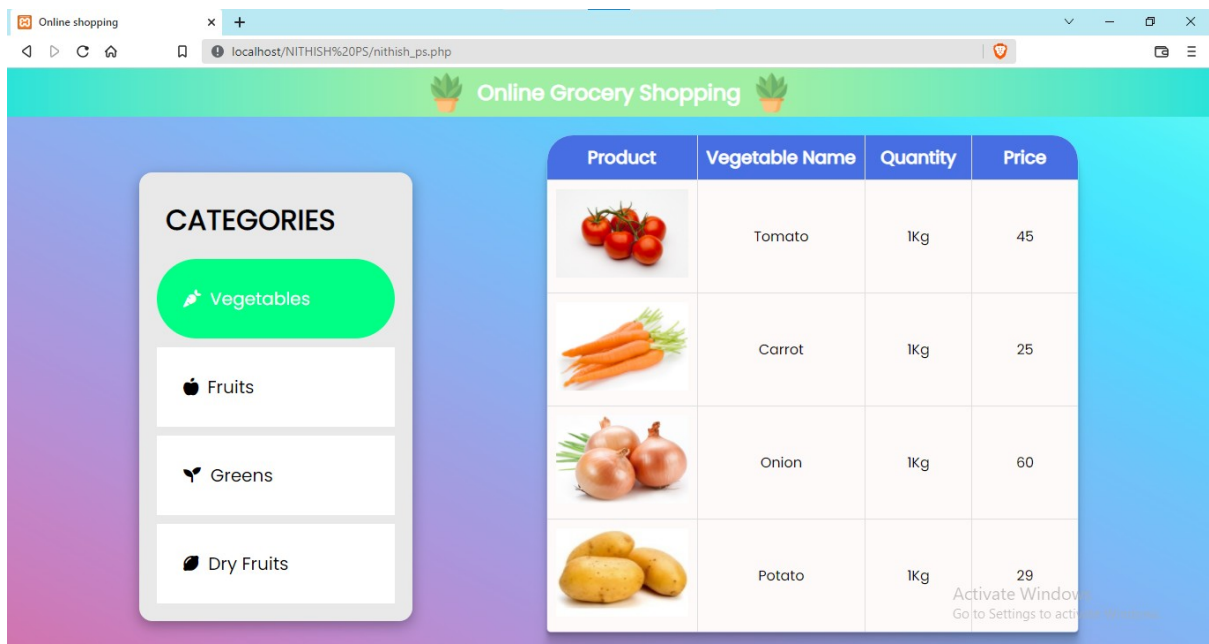 Online shopping
localhost/NITHISH%20PS/nithish_ps.php
Online Grocery Shopping
CATEGORIES
Vegetables
Fruits
Greens
Dry Fruits
Product Vegetable Name Quantity Price
Tomato 1Kg 45
Carrot 1Kg 25
Onion 1Kg 60
Potato 1Kg 29
Activate Windows
Go to Settings to activate Windows.